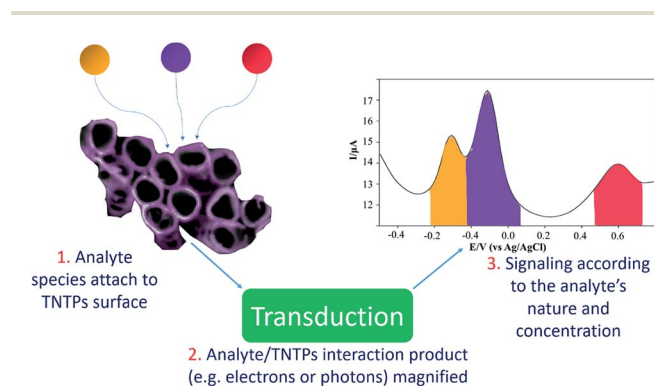 17
16
15
14
13
12
I/µA
-0.4 -0.2 -0.4 0.0 0.2 0.4 0.6
E/V (vs Ag/AgCl)
1. Analyte
species attach to
TNTPs surface
Transduction
2. Analyte/TNTPs interaction product
(e.g. electrons or photons) magnified
3. Signaling according
to the analyte's
nature and
concentration